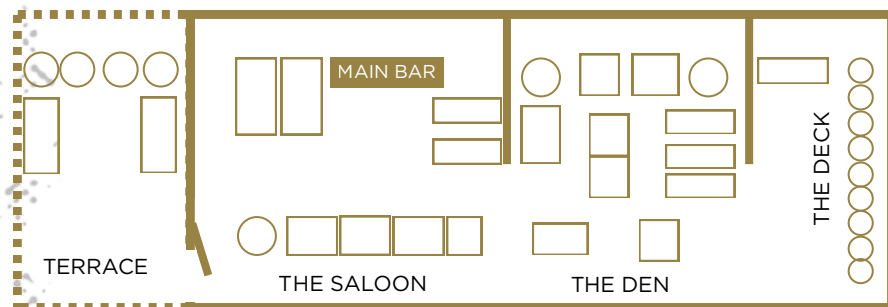 MAIN BAR
THE DECK
TERRACE
THE SALOON
THE DEN